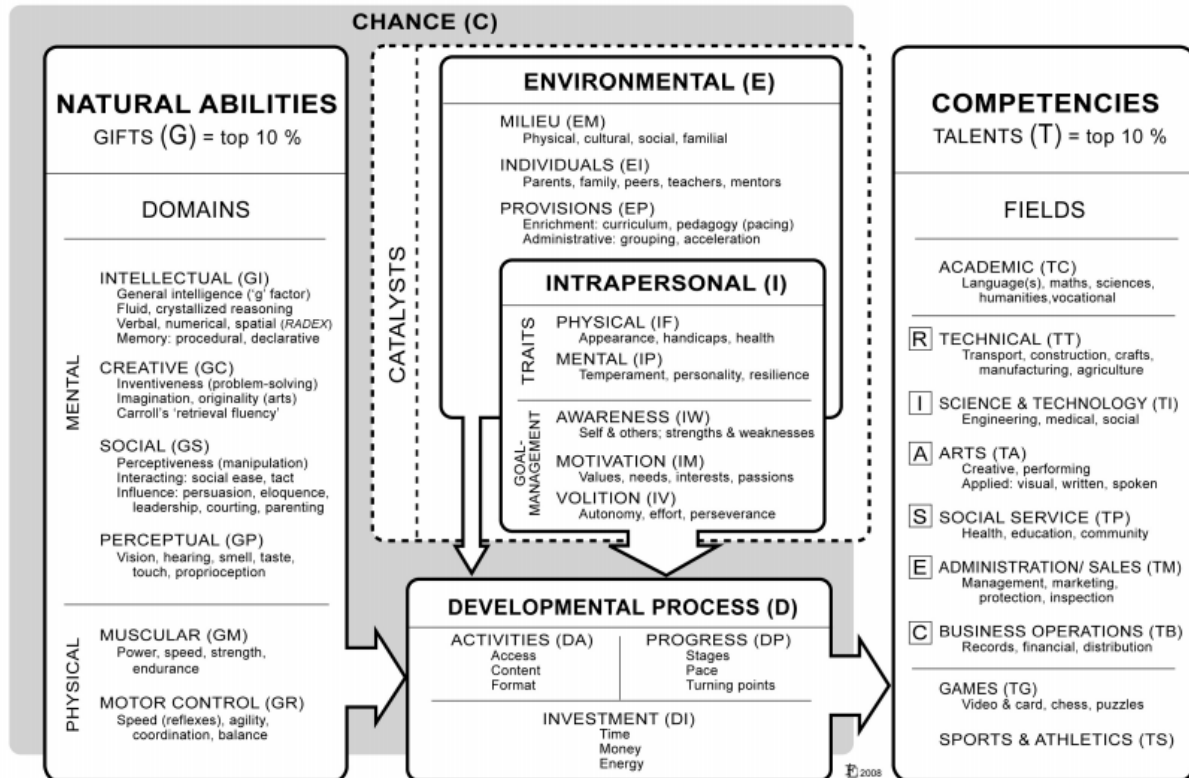 CHANCE (C)
NATURAL ABILITIES
GIFTS (G) = top 10 %
DOMAINS
MENTAL
INTELLECTUAL (GI)
General intelligence ('g' factor)
Fluid, crystallized reasoning
Verbal, numerical, spatial (RADEX)
Memory: procedural, declarative
CREATIVE (GC)
Inventiveness (problem-solving)
Imagination, originality (arts)
Carroll's 'retrieval fluency'
SOCIAL (GS)
Perceptiveness (manipulation)
Interacting: social ease, tact
Influence: persuasion, eloquence,
leadership, courting, parenting
PERCEPTUAL (GP)
Vision, hearing, smell, taste,
touch, proprioception
PHYSICAL
MUSCULAR (GM)
Power, speed, strength,
endurance
MOTOR CONTROL (GR)
Speed (reflexes), agility,
coordination, balance
CATALYSTS
ENVIRONMENTAL (E)
MILIEU (EM)
Physical, cultural, social, familial
INDIVIDUALS (EI)
Parents, family, peers, teachers, mentors
PROVISIONS (EP)
Enrichment: curriculum, pedagogy (pacing)
Administrative: grouping, acceleration
INTRAPERSONAL (I)
TRAITS
PHYSICAL (IF)
Appearance, handicaps, health
MENTAL (IP)
Temperament, personality, resilience
GOAL-
MANAGEMENT
AWARENESS (IW)
Self & others; strengths & weaknesses
MOTIVATION (IM)
Values, needs, interests, passions
VOLITION (IV)
Autonomy, effort, perseverance
DEVELOPMENTAL PROCESS (D)
ACTIVITIES (DA)
Access
Content
Format
PROGRESS (DP)
Stages
Pace
Turning points
INVESTMENT (DI)
Time
Money
Energy
COMPETENCIES
TALENTS (T) = top 10 %
FIELDS
ACADEMIC (TC)
Language(s), maths, sciences,
humanities,vocational
R TECHNICAL (TT)
Transport, construction, crafts,
manufacturing, agriculture
I SCIENCE & TECHNOLOGY (TI)
Engineering, medical, social
A ARTS (TA)
Creative, performing
Applied: visual, written, spoken
S SOCIAL SERVICE (TP)
Health, education, community
E ADMINISTRATION/ SALES (TM)
Management, marketing,
protection, inspection
C BUSINESS OPERATIONS (TB)
Records, financial, distribution
GAMES (TG)
Video & card, chess, puzzles
SPORTS & ATHLETICS (TS)
2008